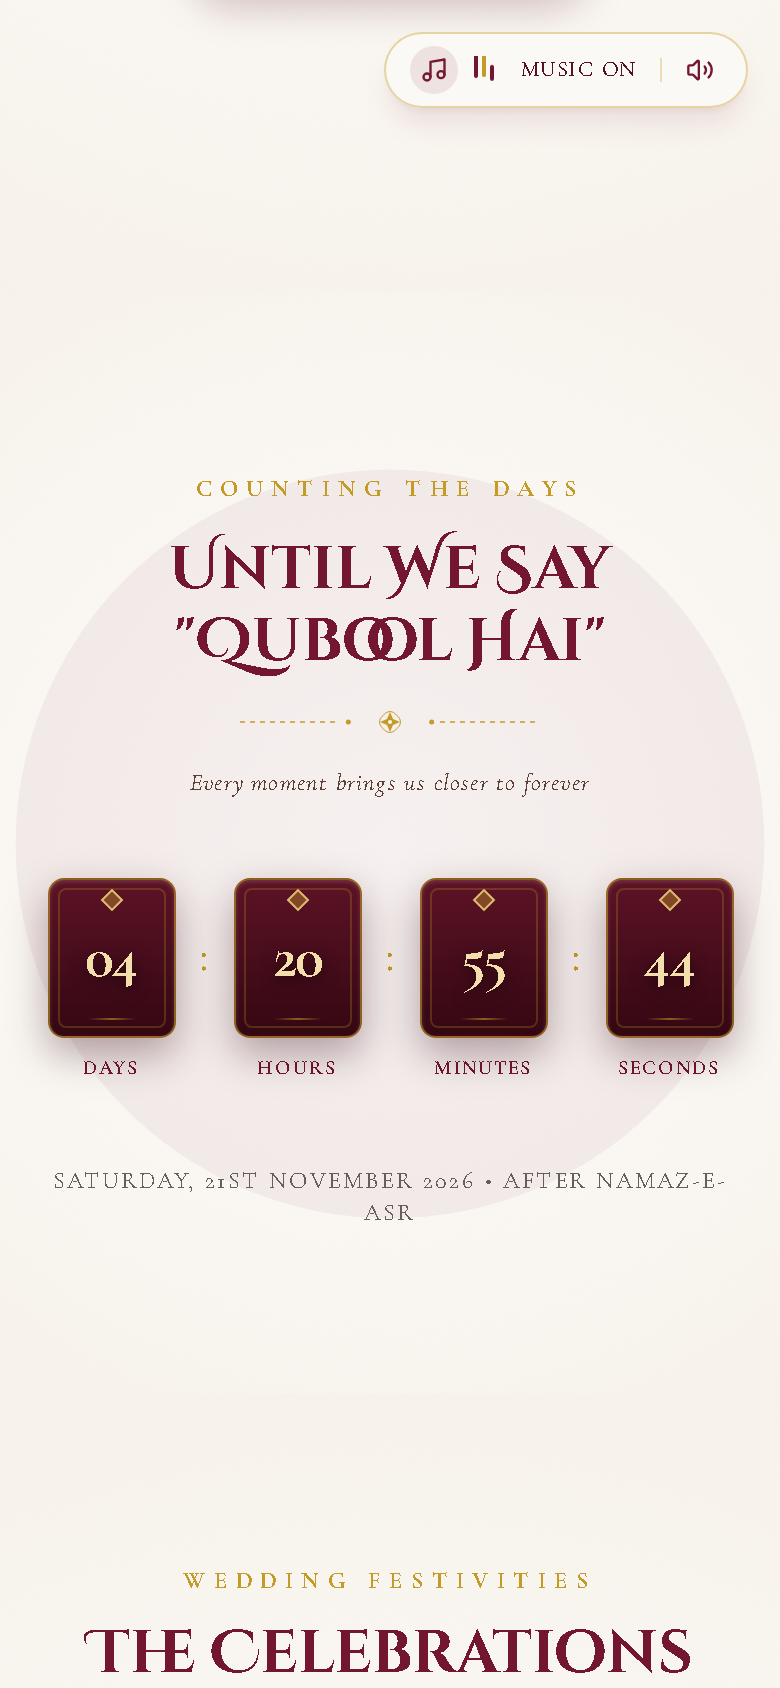 MUSIC ON
COUNTING THE DAYS
UNTIL WE SAY
"QUBOOL HAI"
Every moment brings us closer to forever
04 : 20 : 55 : 44
DAYS HOURS MINUTES SECONDS
SATURDAY, 21ST NOVEMBER 2026 • AFTER NAMAZ-E-
ASR
WEDDING FESTIVITIES
THE CELEBRATIONS